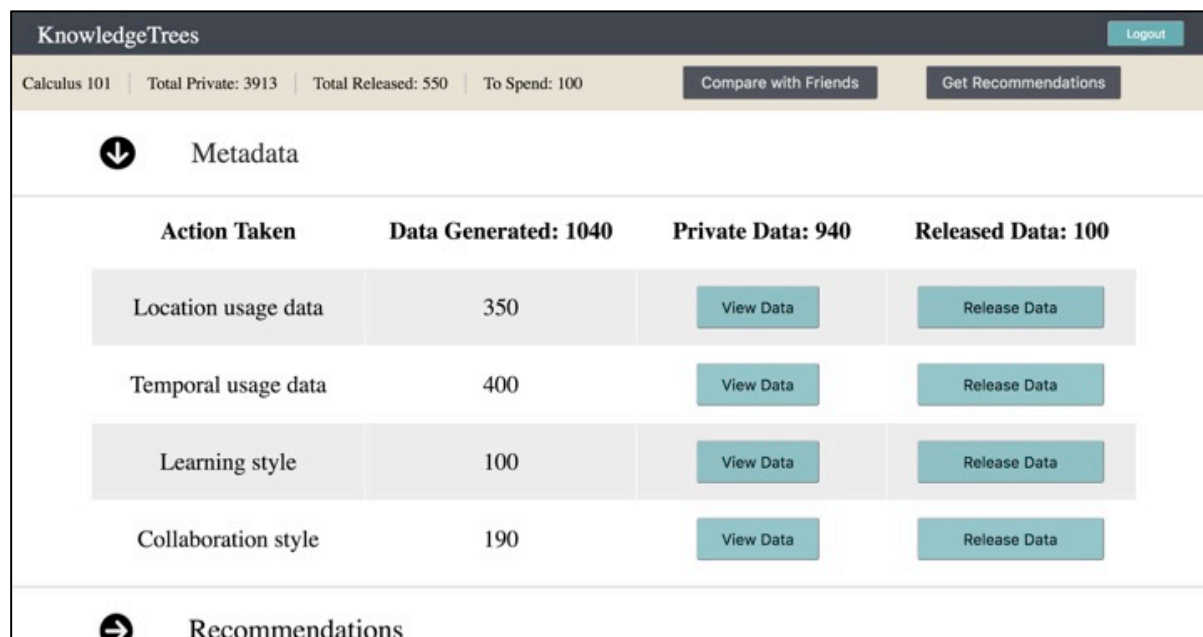 KnowledgeTrees Logout
Calculus 101 Total Private: 3913 Total Released: 550 To Spend: 100 Compare with Friends Get Recommendations
Metadata
Action Taken Data Generated: 1040 Private Data: 940 Released Data: 100
Location usage data 350 View Data Release Data
Temporal usage data 400 View Data Release Data
Learning style 100 View Data Release Data
Collaboration style 190 View Data Release Data
Recommendations